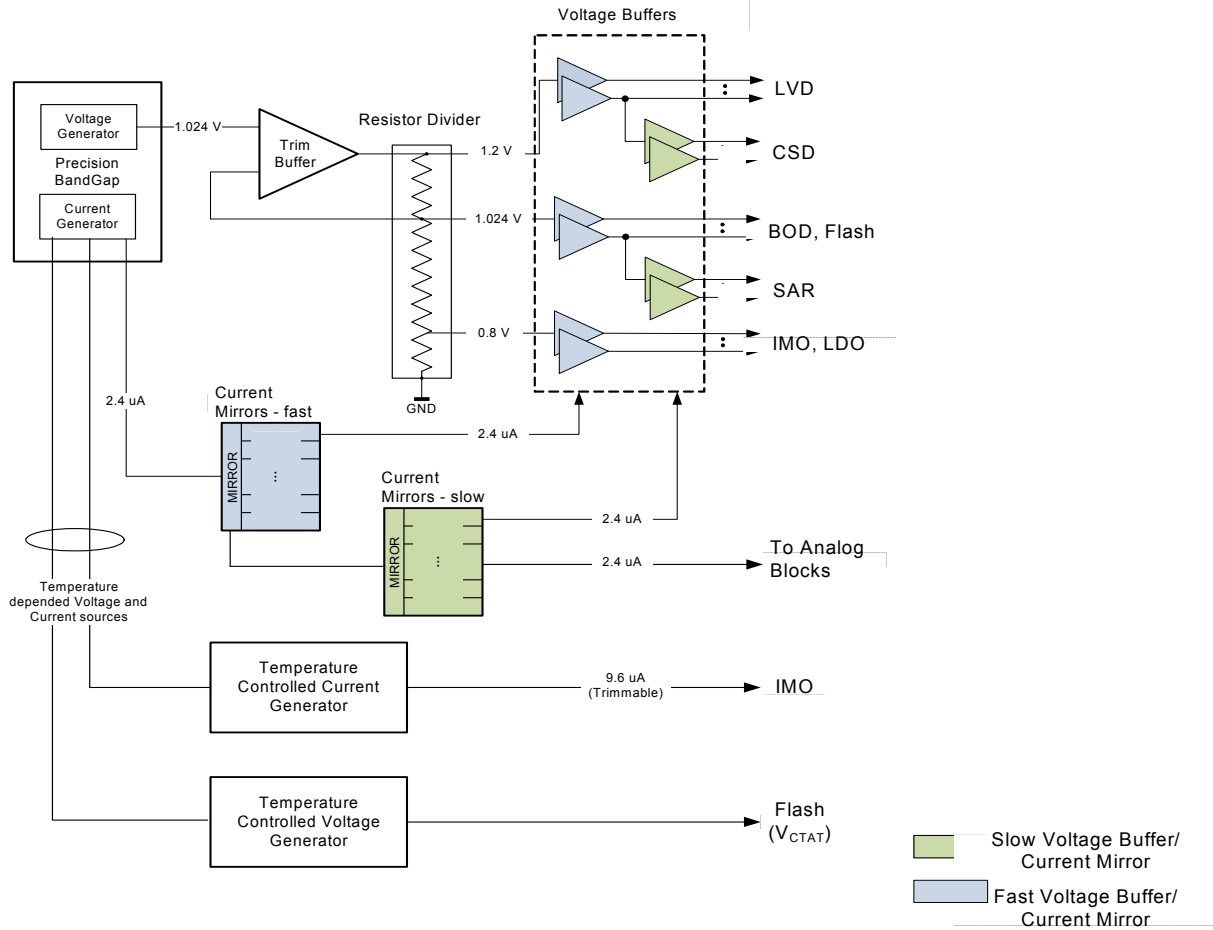 Voltage Buffers
Voltage
Generator
Precision
BandGap
Current
Generator
1.024 V
Trim
Buffer
Resistor Divider
1.2 V
1.024 V
0.8 V
GND
LVD
CSD
BOD, Flash
SAR
IMO, LDO
2.4 uA
Current
Mirrors - fast
MIRROR
...
2.4 uA
Current
Mirrors - slow
MIRROR
...
2.4 uA
2.4 uA
To Analog
Blocks
Temperature
depended Voltage and
Current sources
Temperature
Controlled Current
Generator
9.6 uA
(Trimmable)
IMO
Temperature
Controlled Voltage
Generator
Flash
(VCTAT)
Slow Voltage Buffer/
Current Mirror
Fast Voltage Buffer/
Current Mirror